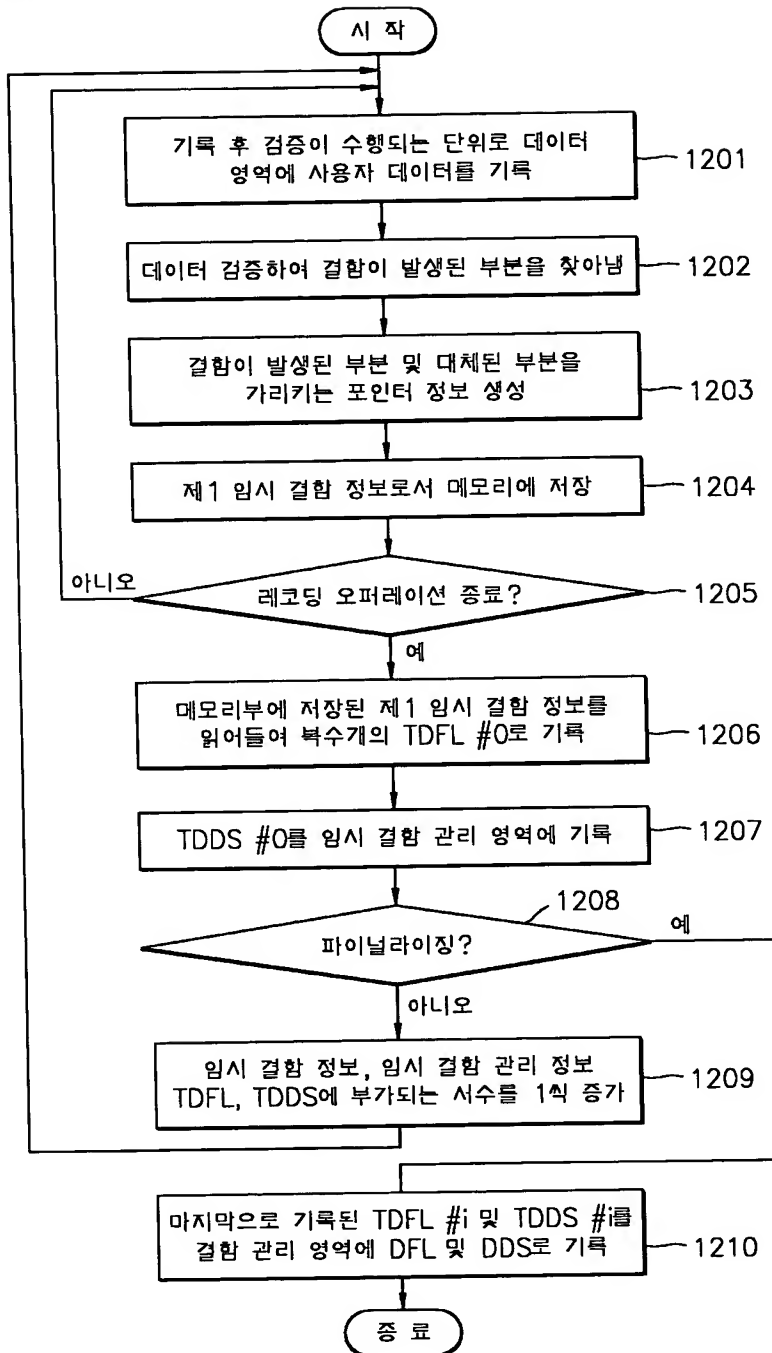 시 작
기록 후 검증이 수행되는 단위로 데이터
영역에 사용자 데이터를 기록
1201
데이터 검증하여 결함이 발생된 부분을 찾아냄
1202
결함이 발생된 부분 및 대체된 부분을
가리키는 포인터 정보 생성
1203
제1 임시 결함 정보로서 메모리에 저장
1204
아니오
레코딩 오퍼레이션 종료?
1205
예
메모리부에 저장된 제1 임시 결함 정보를
읽어들여 복수개의 TDFL #0로 기록
1206
TDDS #0를 임시 결함 관리 영역에 기록
1207
1208
파이널라이징?
예
아니오
임시 결함 정보, 임시 결함 관리 정보
TDFL, TDDS에 부가되는 서수를 1씩 증가
1209
마지막으로 기록된 TDFL #i 및 TDDS #i를
결함 관리 영역에 DFL 및 DDS로 기록
1210
종 료